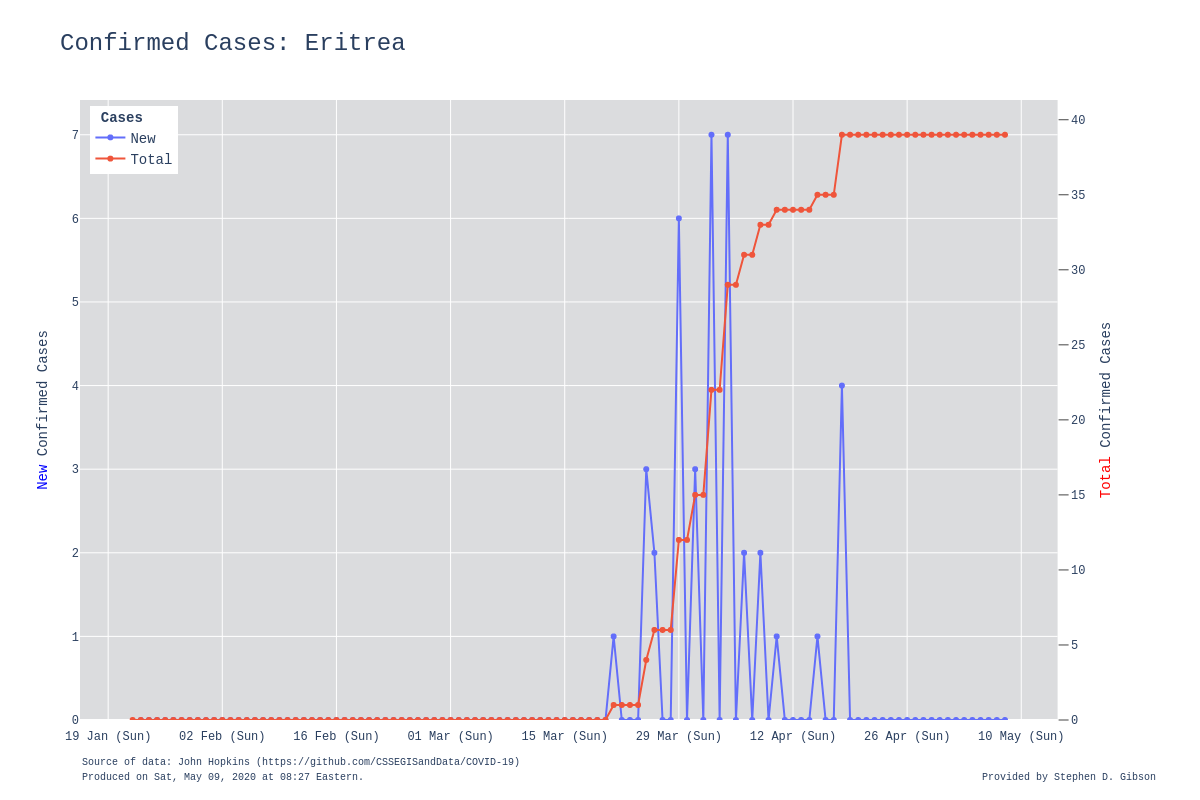 Confirmed Cases: Eritrea
Cases
New
Total
7
6
5
4
3
2
1
0
New Confirmed Cases
40
35
30
25
20
15
10
5
0
Total Confirmed Cases
19 Jan (Sun) 02 Feb (Sun) 16 Feb (Sun) 01 Mar (Sun) 15 Mar (Sun) 29 Mar (Sun) 12 Apr (Sun) 26 Apr (Sun) 10 May (Sun)
Source of data: John Hopkins (https://github.com/CSSEGISandData/COVID-19)
Produced on Sat, May 09, 2020 at 08:27 Eastern.
Provided by Stephen D. Gibson